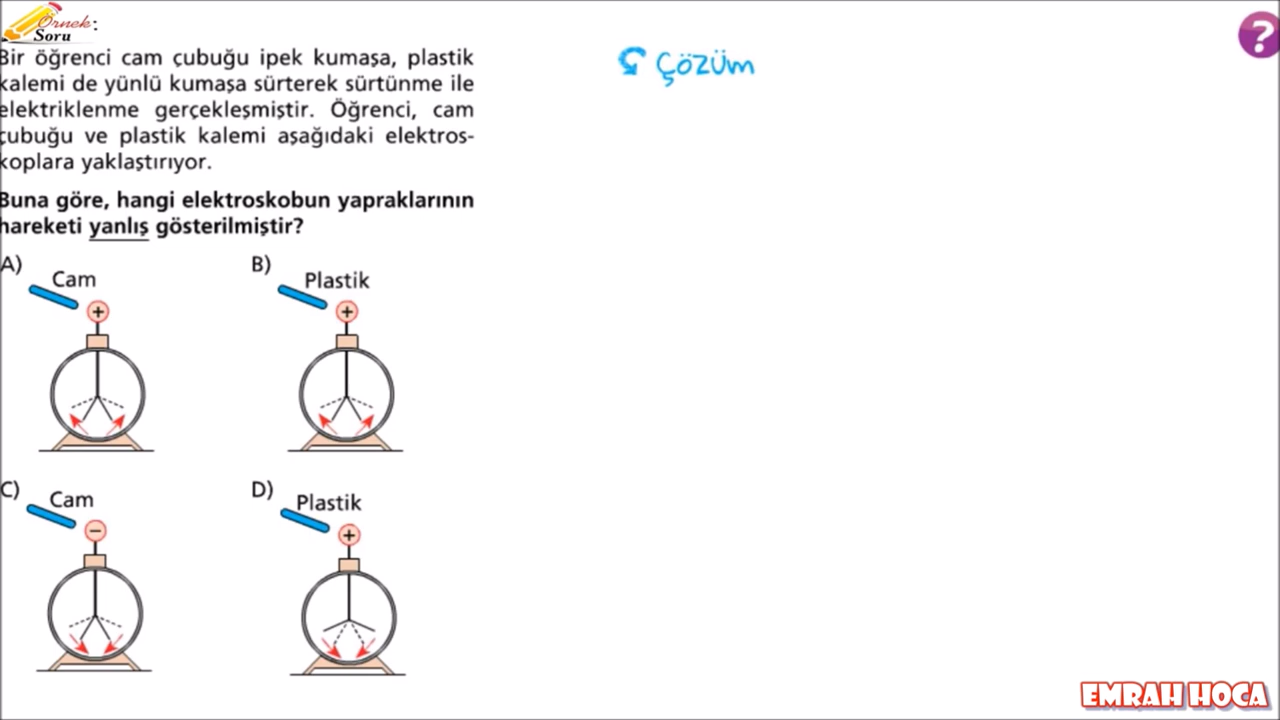 Örnek:
Soru
?
Bir öğrenci cam çubuğu ipek kumaşa, plastik
kalemi de yünlü kumaşa sürterek sürtünme ile
elektriklenme gerçekleşmiştir. Öğrenci, cam
çubuğu ve plastik kalemi aşağıdaki elektros-
koplara yaklaştırıyor.
Buna göre, hangi elektroskobun yapraklarının
hareketi yanlış gösterilmiştir?
Çözüm
A)
Cam
+
B)
Plastik
+
C)
Cam
−
D)
Plastik
+
EMRAH HOCA